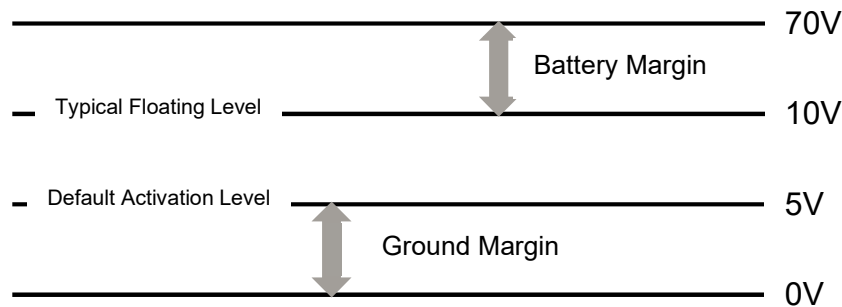 70V
Battery Margin
Typical Floating Level
10V
Default Activation Level
5V
Ground Margin
0V